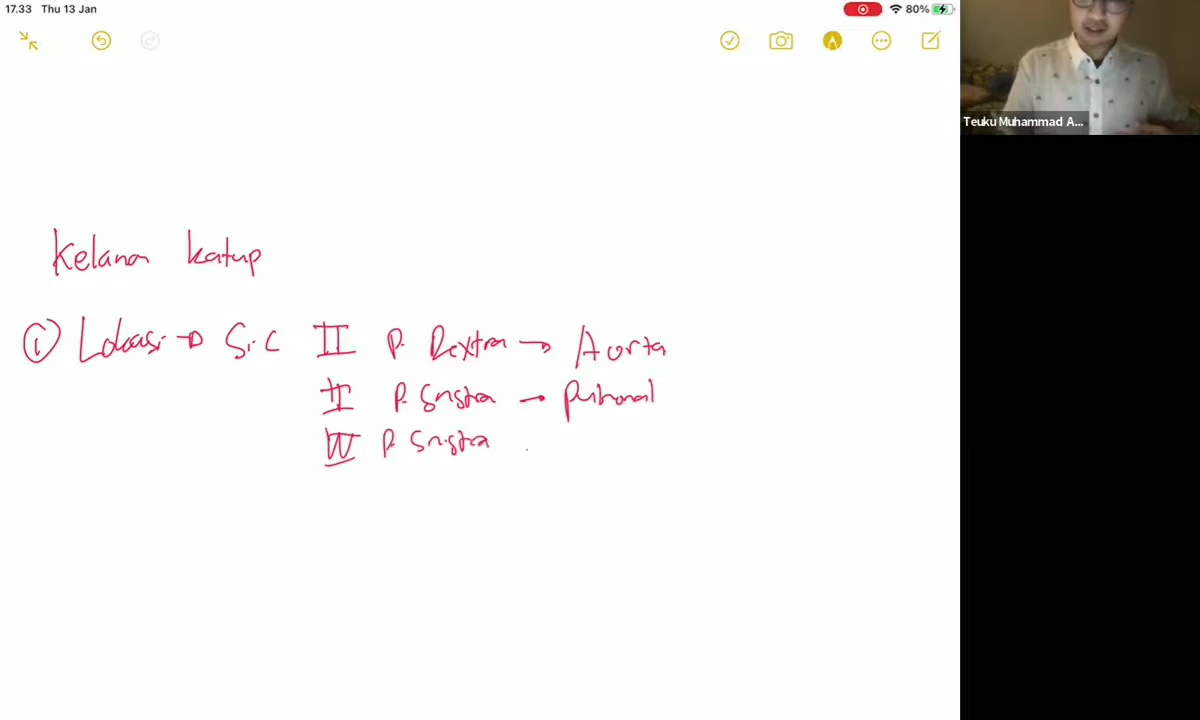 17.33 Thu 13 Jan
80%
Teuku Muhammad A...
Kelanan katup
1 Lokasi → S.C II P. Dextra → Aorta
II P. Sinistra → Pulmonal
IV P. Sinistra